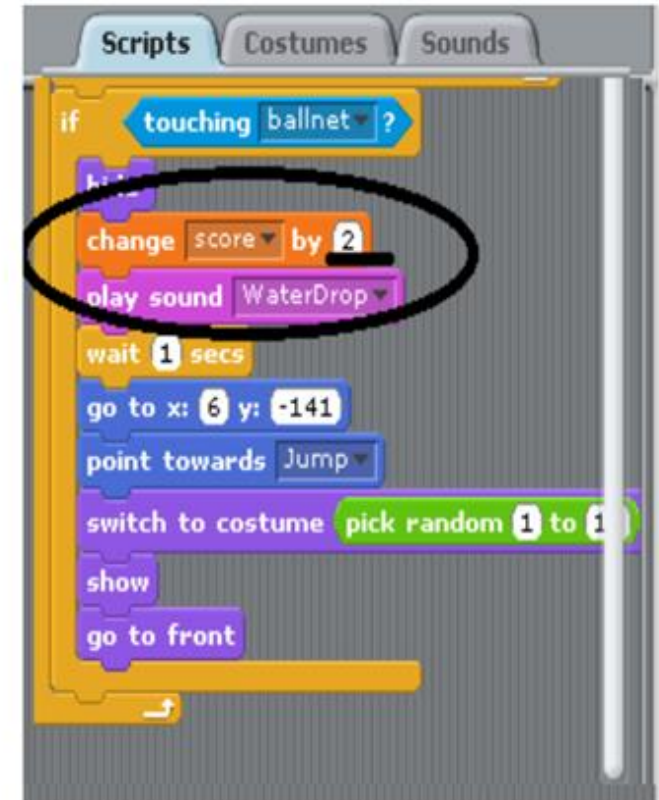 Scripts Costumes Sounds
if touching ballnet ?
hide
change score by 2
play sound WaterDrop
wait 1 secs
go to x: 6 y: -141
point towards Jump
switch to costume pick random 1 to
show
go to front